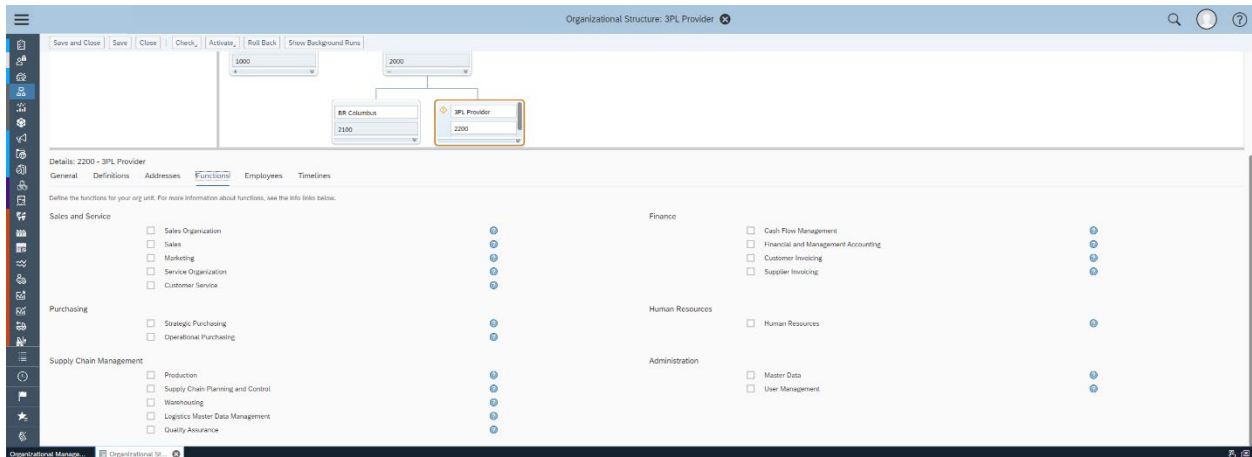 Organizational Structure: 3PL Provider
Save and Close Save Close Check Activate Roll Back Show Background Runs
1000 2000
BR Columbus 3PL Provider
2100 2200
Details: 2200 - 3PL Provider
General Definitions Addresses Functions Employees Timelines
Define the functions for your org unit. For more information about functions, see the info links below.
Sales and Service Finance
Sales Organization Cash Flow Management
Sales Financial and Management Accounting
Marketing Customer Invoicing
Service Organization Supplier Invoicing
Customer Service
Purchasing Human Resources
Strategic Purchasing Human Resources
Operational Purchasing
Supply Chain Management Administration
Production Master Data
Supply Chain Planning and Control User Management
Warehousing
Logistics Master Data Management
Quality Assurance
Organizational Manage... Organizational St...